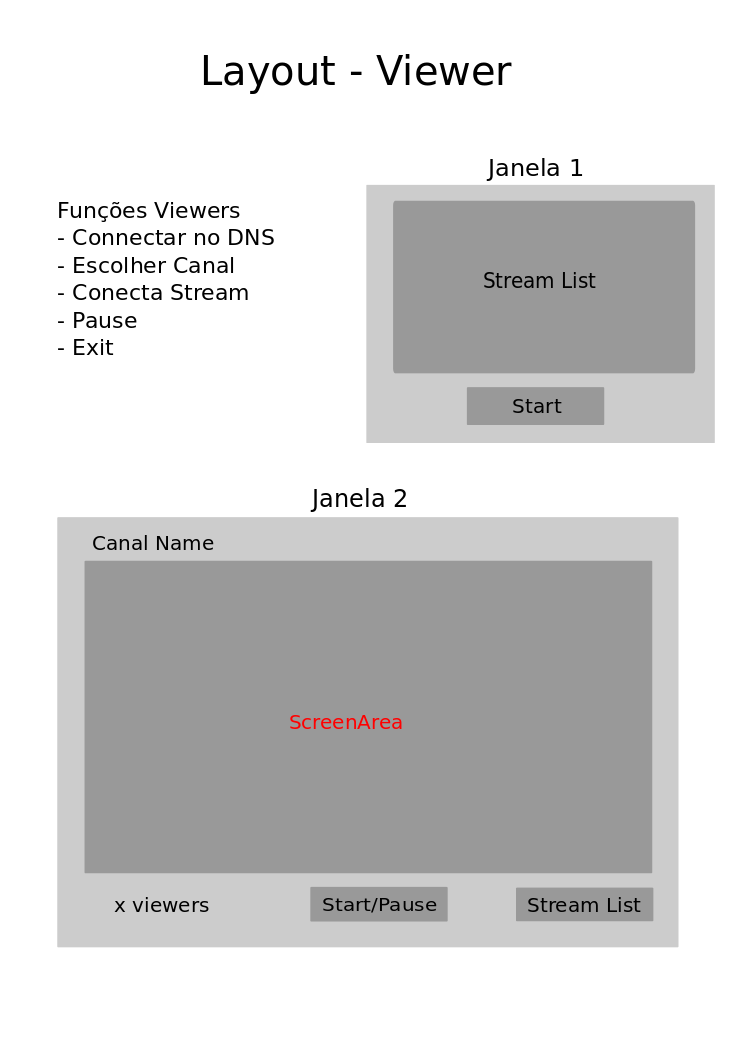 Layout - Viewer
Funções Viewers
- Connectar no DNS
- Escolher Canal
- Conecta Stream
- Pause
- Exit
Janela 1
Stream List
Start
Janela 2
Canal Name
ScreenArea
x viewers
Start/Pause
Stream List